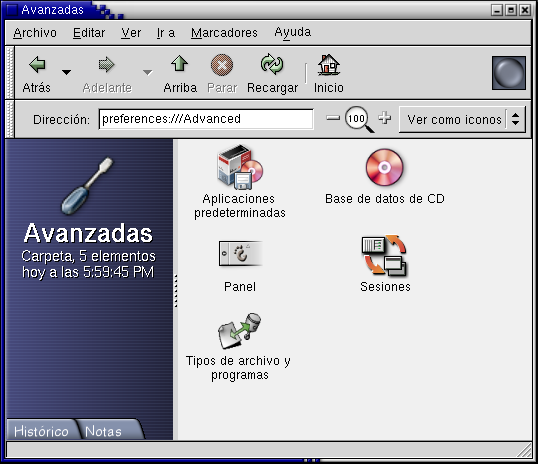 Avanzadas
Archivo Editar Ver Ir a Marcadores Ayuda
Atrás Adelante Arriba Parar Recargar Inicio
Dirección: preferences:///Advanced 100 Ver como iconos
Aplicaciones predeterminadas
Base de datos de CD
Avanzadas
Carpeta, 5 elementos
hoy a las 5:59:45 PM
Panel
Sesiones
Tipos de archivo y
programas
Histórico Notas